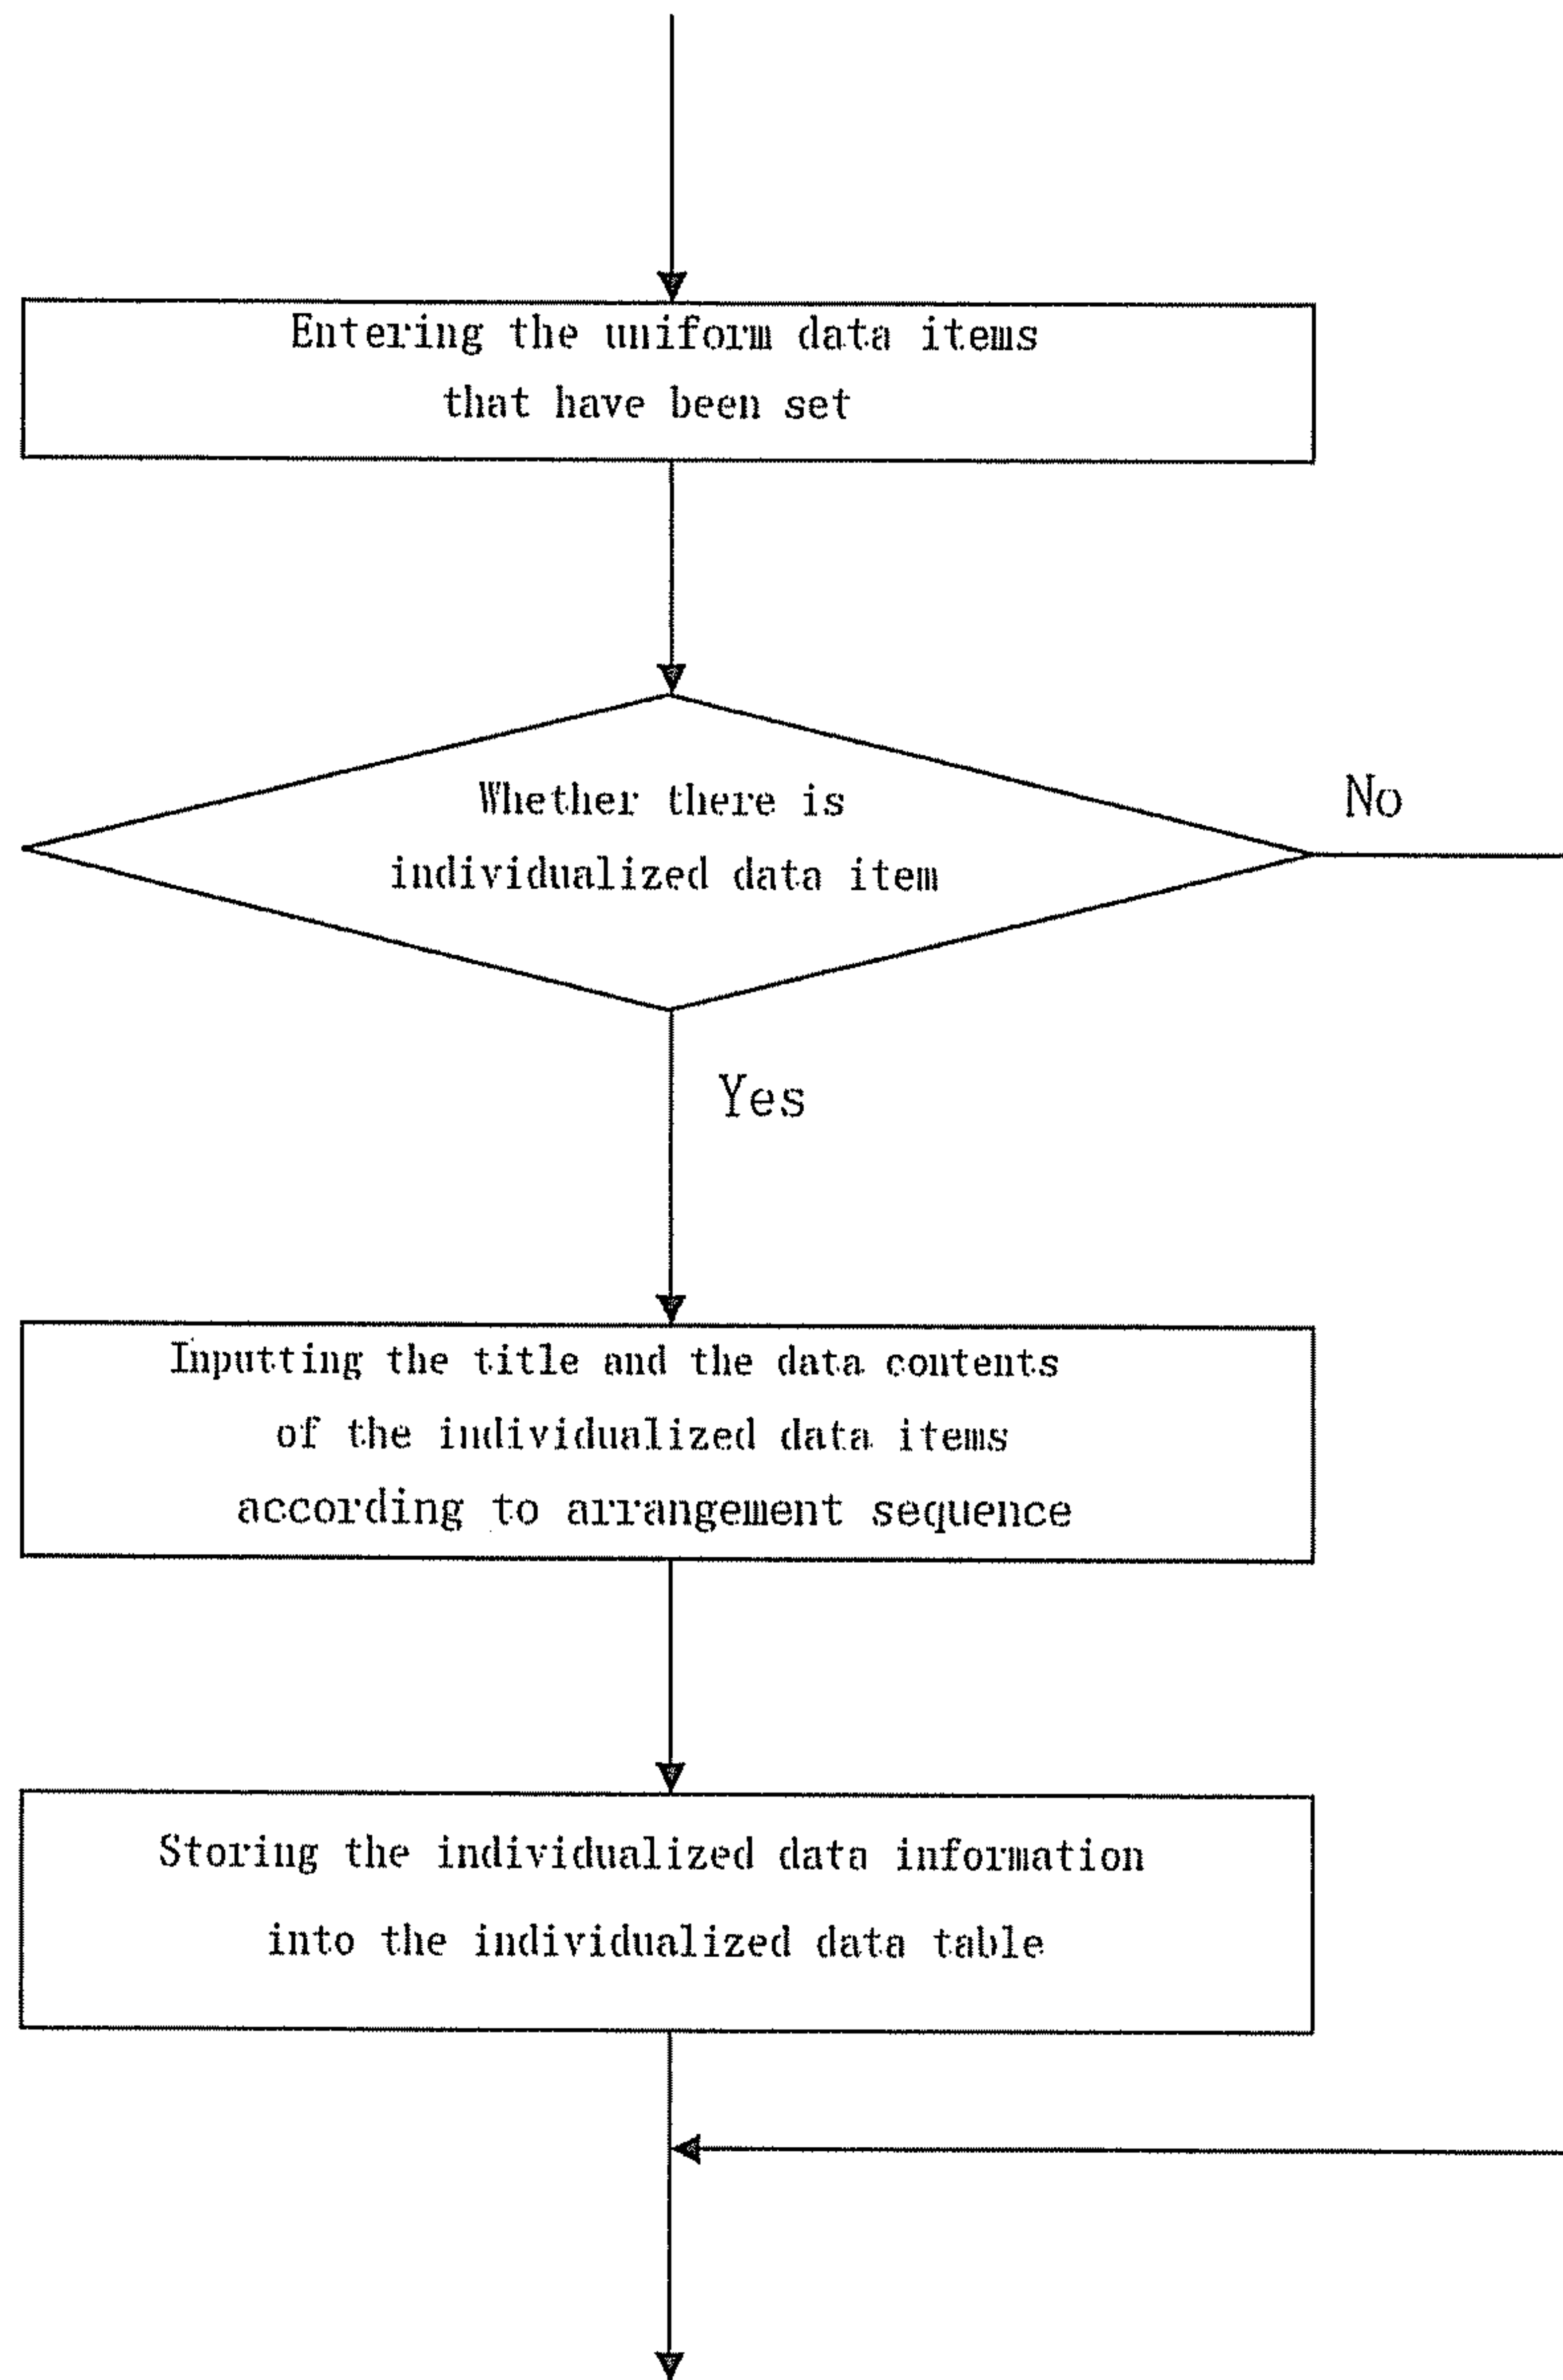 Entering the uniform data items
that have been set
Whether there is
individualized data item
No
Yes
Inputting the title and the data contents
of the individualized data items
according to arrangement sequence
Storing the individualized data information
into the individualized data table